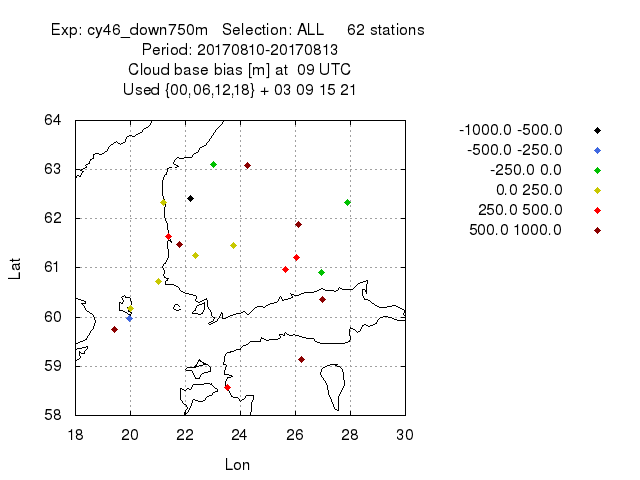 Exp: cy46_down750m Selection: ALL 62 stations
Period: 20170810-20170813
Cloud base bias [m] at 09 UTC
Used {00,06,12,18} + 03 09 15 21
64
63
62
61
60
59
58
Lat
18 20 22 24 26 28 30
Lon
-1000.0 -500.0
-500.0 -250.0
-250.0 0.0
0.0 250.0
250.0 500.0
500.0 1000.0